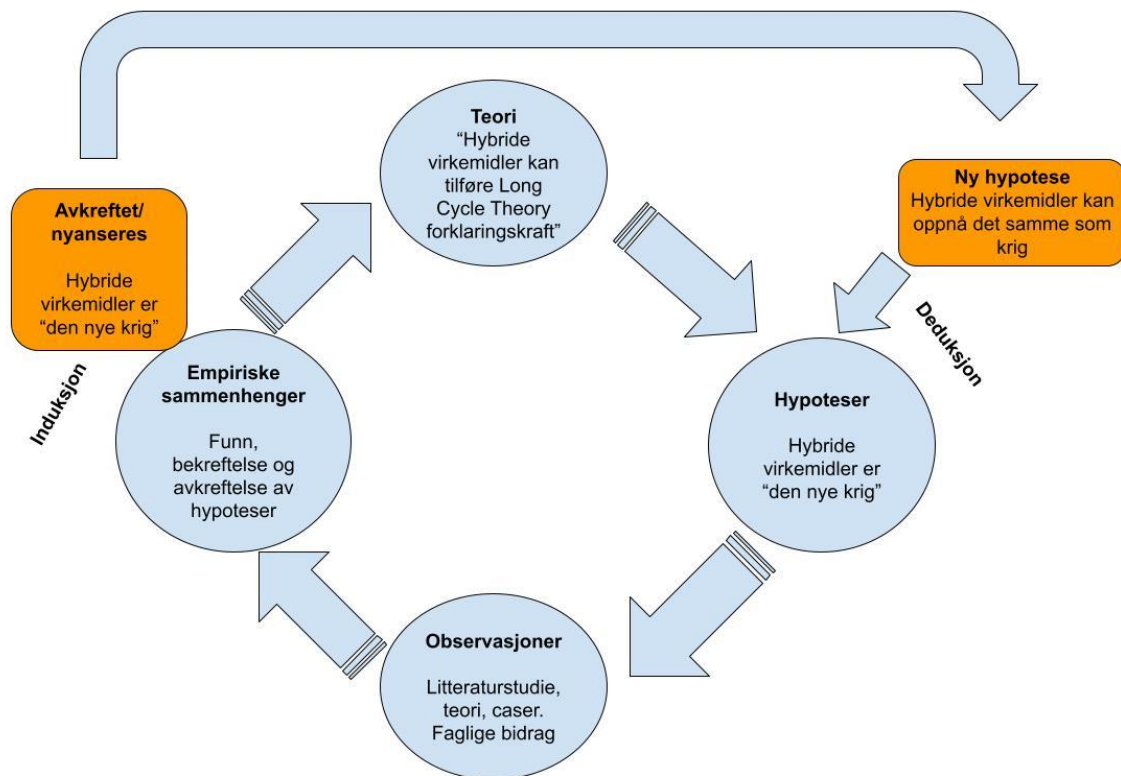 Teori
“Hybride
virkemidler kan
tilføre Long
Cycle Theory
forklaringskraft”
Ny hypotese
Hybride virkemidler kan
oppnå det samme som
krig
Deduksjon
Hypoteser
Hybride
virkemidler er
“den nye krig”
Observasjoner
Litteraturstudie,
teori, caser.
Faglige bidrag
Empiriske
sammenhenger
Funn,
bekreftelse og
avkreftelse av
hypoteser
Induksjon
Avkreftet/
nyanseres
Hybride
virkemidler er
“den nye krig”